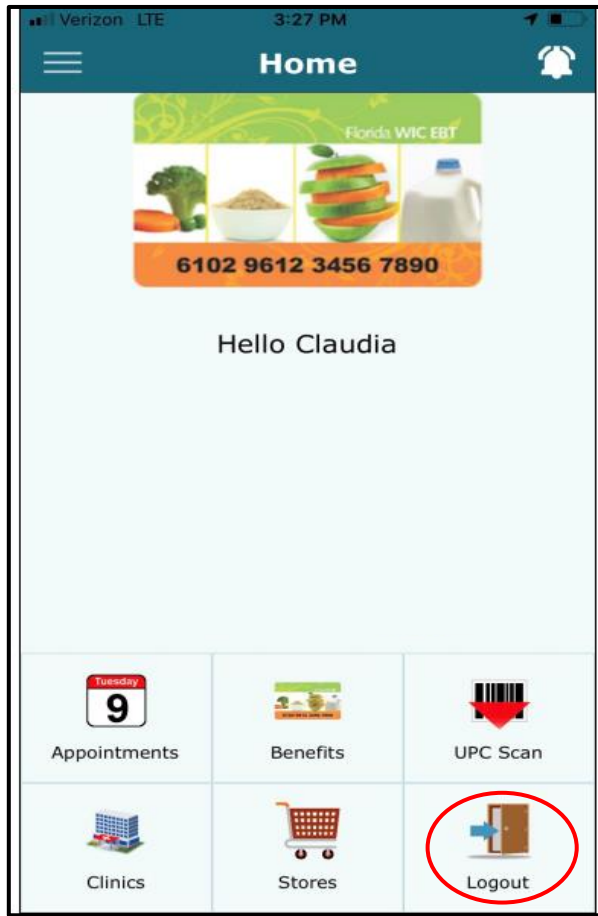 Verizon LTE 3:27 PM
Home
Florida WIC EBT
6102 9612 3456 7890
Hello Claudia
Tuesday
9
Appointments Benefits UPC Scan
Clinics Stores Logout